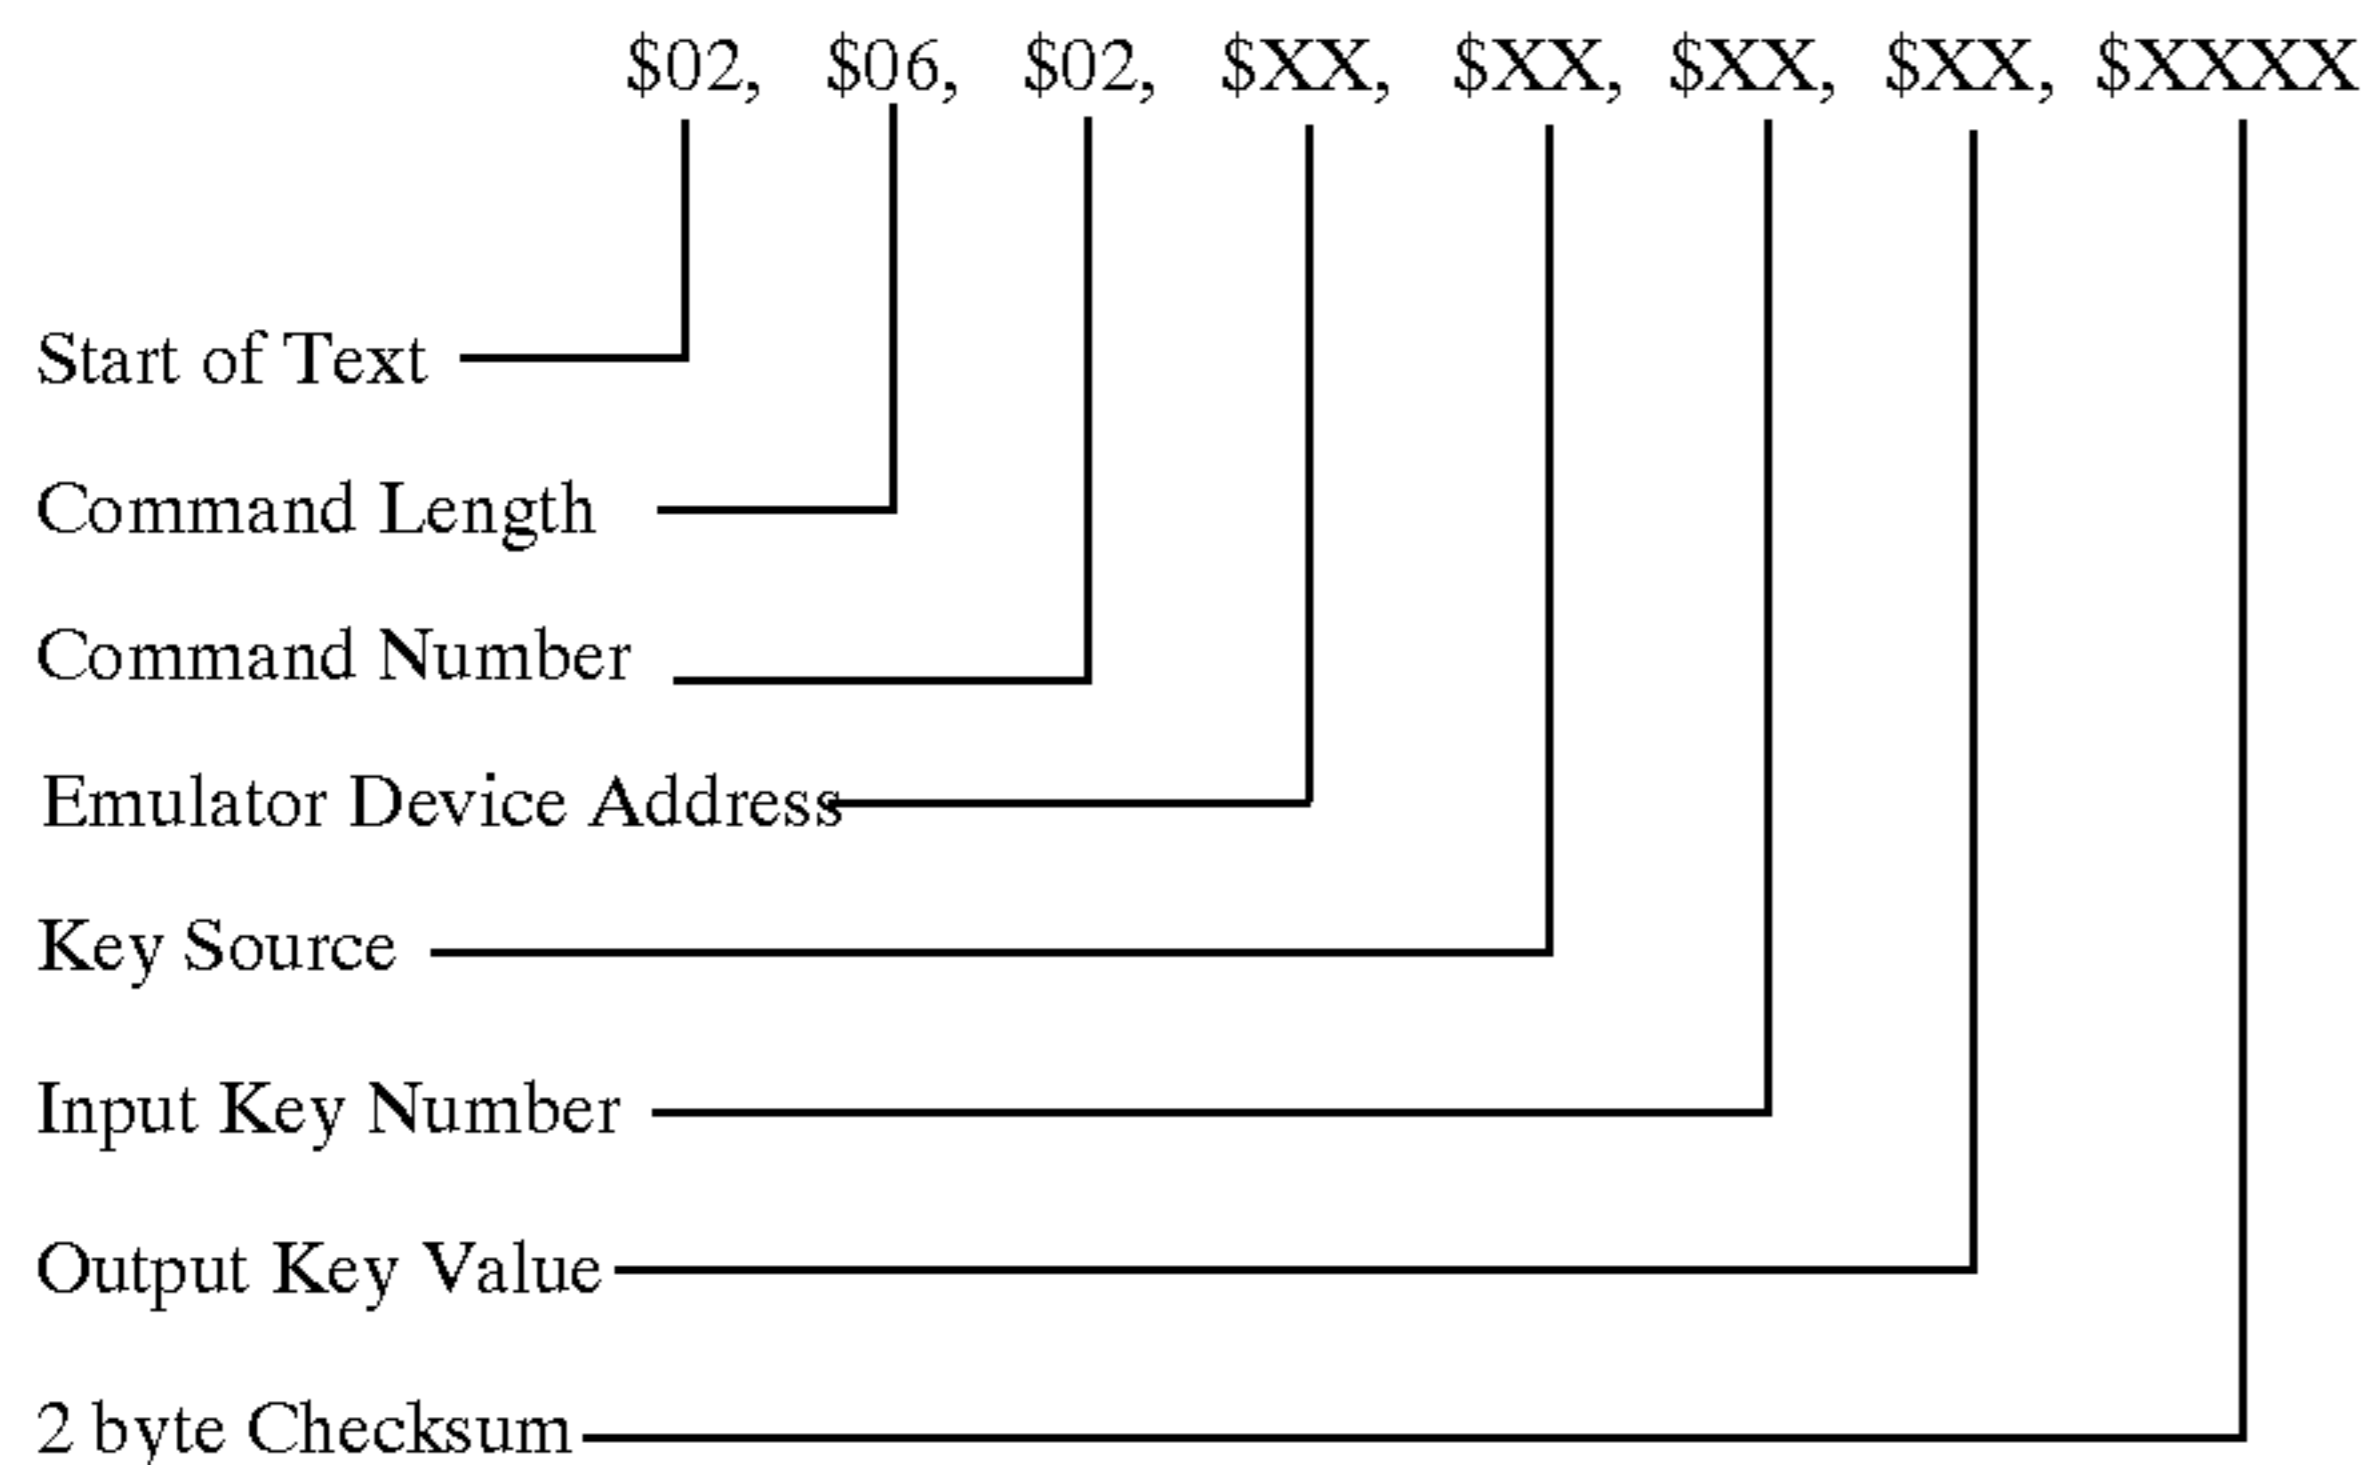 $02, $06, $02, $XX, $XX, $XX, $XX, $XXXX
Start of Text
Command Length
Command Number
Emulator Device Address
Key Source
Input Key Number
Output Key Value
2 byte Checksum